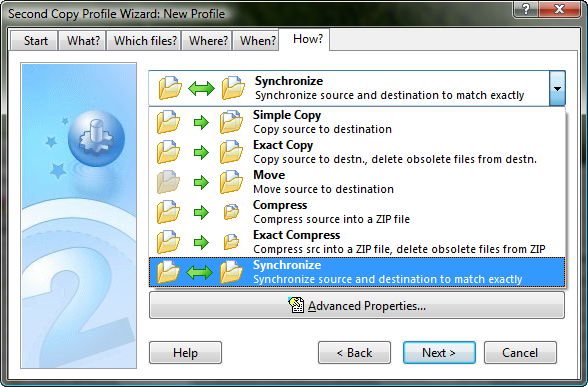 Second Copy Profile Wizard: New Profile
?
X
Start
What?
Which files?
Where?
When?
How?
Synchronize
Synchronize source and destination to match exactly
Simple Copy
Copy source to destination
Exact Copy
Copy source to destn., delete obsolete files from destn.
Move
Move source to destination
Compress
Compress source into a ZIP file
Exact Compress
Compress src into a ZIP file, delete obsolete files from ZIP
Synchronize
Synchronize source and destination to match exactly
2
Advanced Properties...
Help
< Back
Next >
Cancel